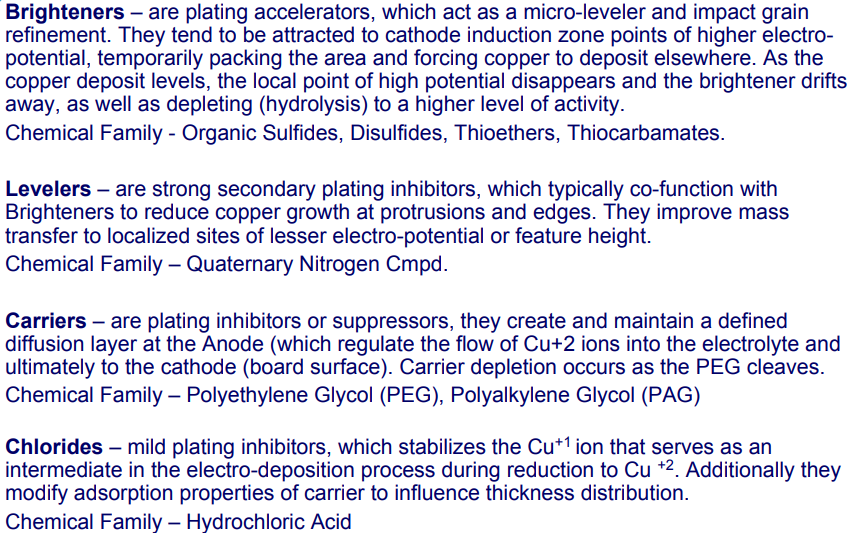 Brighteners – are plating accelerators, which act as a micro-leveler and impact grain
refinement. They tend to be attracted to cathode induction zone points of higher electro-
potential, temporarily packing the area and forcing copper to deposit elsewhere. As the
copper deposit levels, the local point of high potential disappears and the brightener drifts
away, as well as depleting (hydrolysis) to a higher level of activity.
Chemical Family - Organic Sulfides, Disulfides, Thioethers, Thiocarbamates.
Levelers – are strong secondary plating inhibitors, which typically co-function with
Brighteners to reduce copper growth at protrusions and edges. They improve mass
transfer to localized sites of lesser electro-potential or feature height.
Chemical Family – Quaternary Nitrogen Cmpd.
Carriers – are plating inhibitors or suppressors, they create and maintain a defined
diffusion layer at the Anode (which regulate the flow of Cu+2 ions into the electrolyte and
ultimately to the cathode (board surface). Carrier depletion occurs as the PEG cleaves.
Chemical Family – Polyethylene Glycol (PEG), Polyalkylene Glycol (PAG)
Chlorides – mild plating inhibitors, which stabilizes the Cu+1 ion that serves as an
intermediate in the electro-deposition process during reduction to Cu +2. Additionally they
modify adsorption properties of carrier to influence thickness distribution.
Chemical Family – Hydrochloric Acid